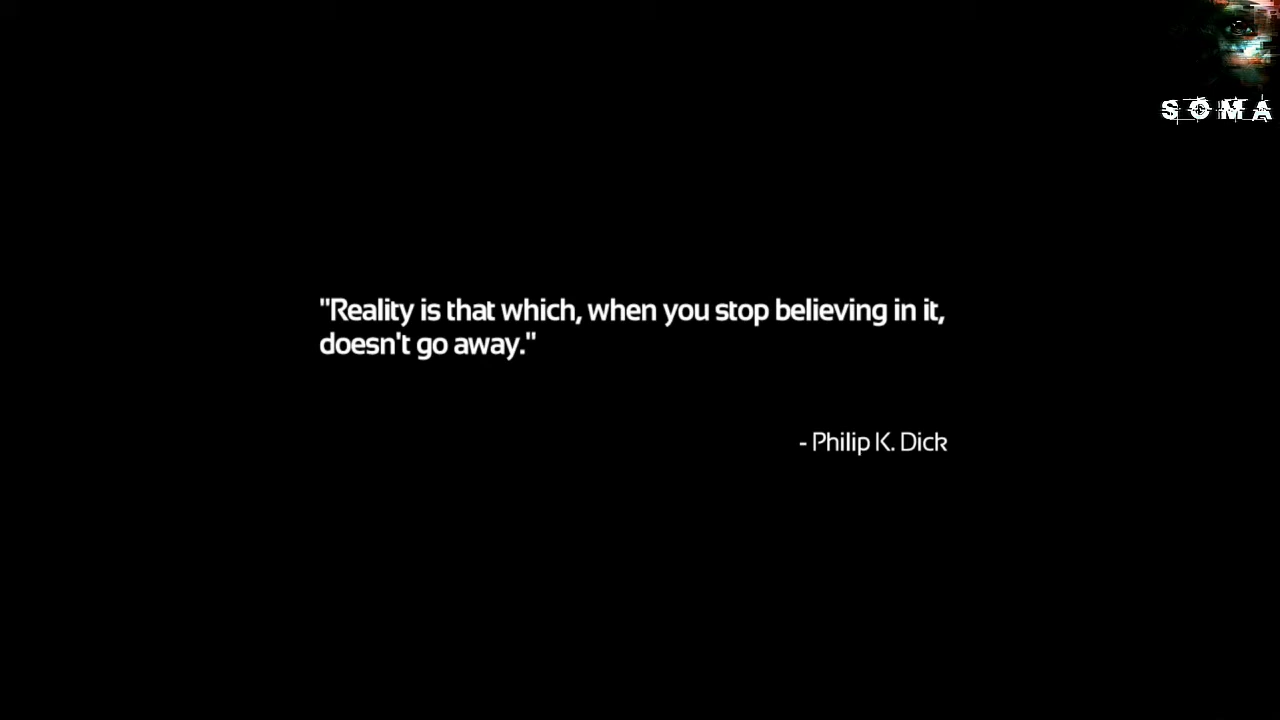 SOMA
"Reality is that which, when you stop believing in it,
doesn't go away."
- Philip K. Dick